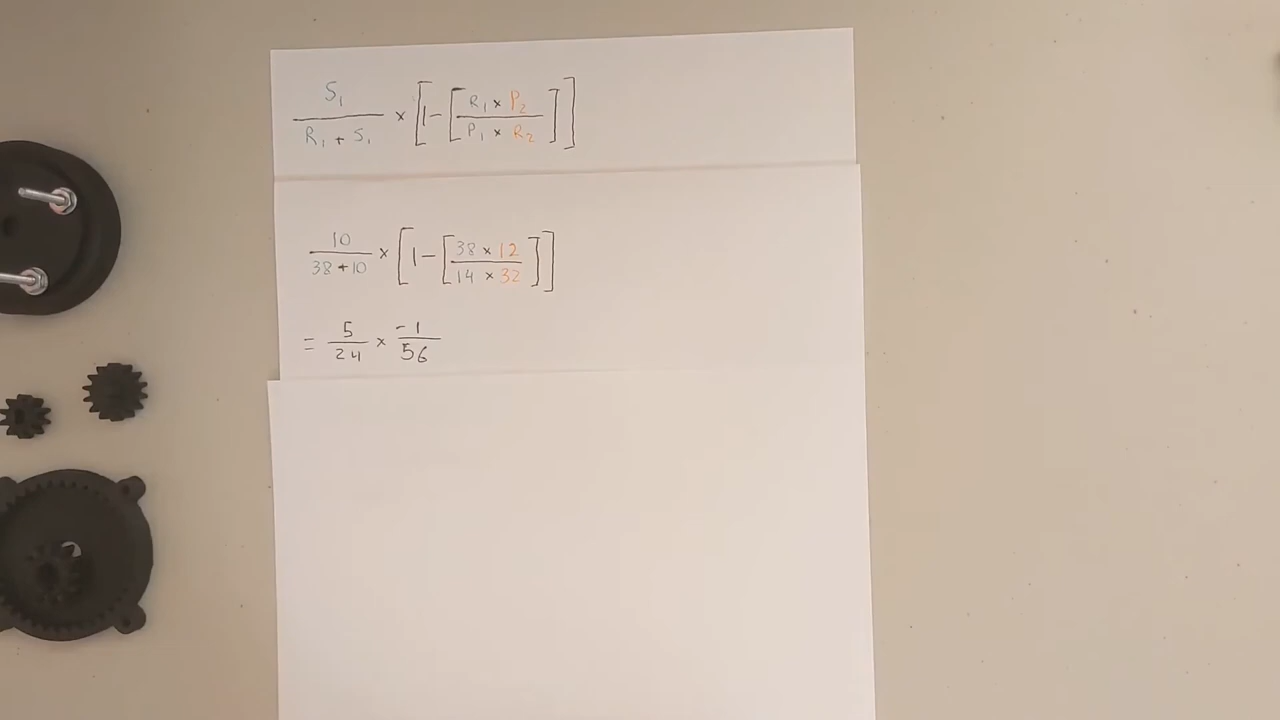 S₁ / (R₁ + S₁) × [1 - [(R₁ × P₂) / (P₁ × R₂)]]
10 / (38 + 10) × [1 - [(38 × 12) / (14 × 32)]]
= 5/24 × -1/56